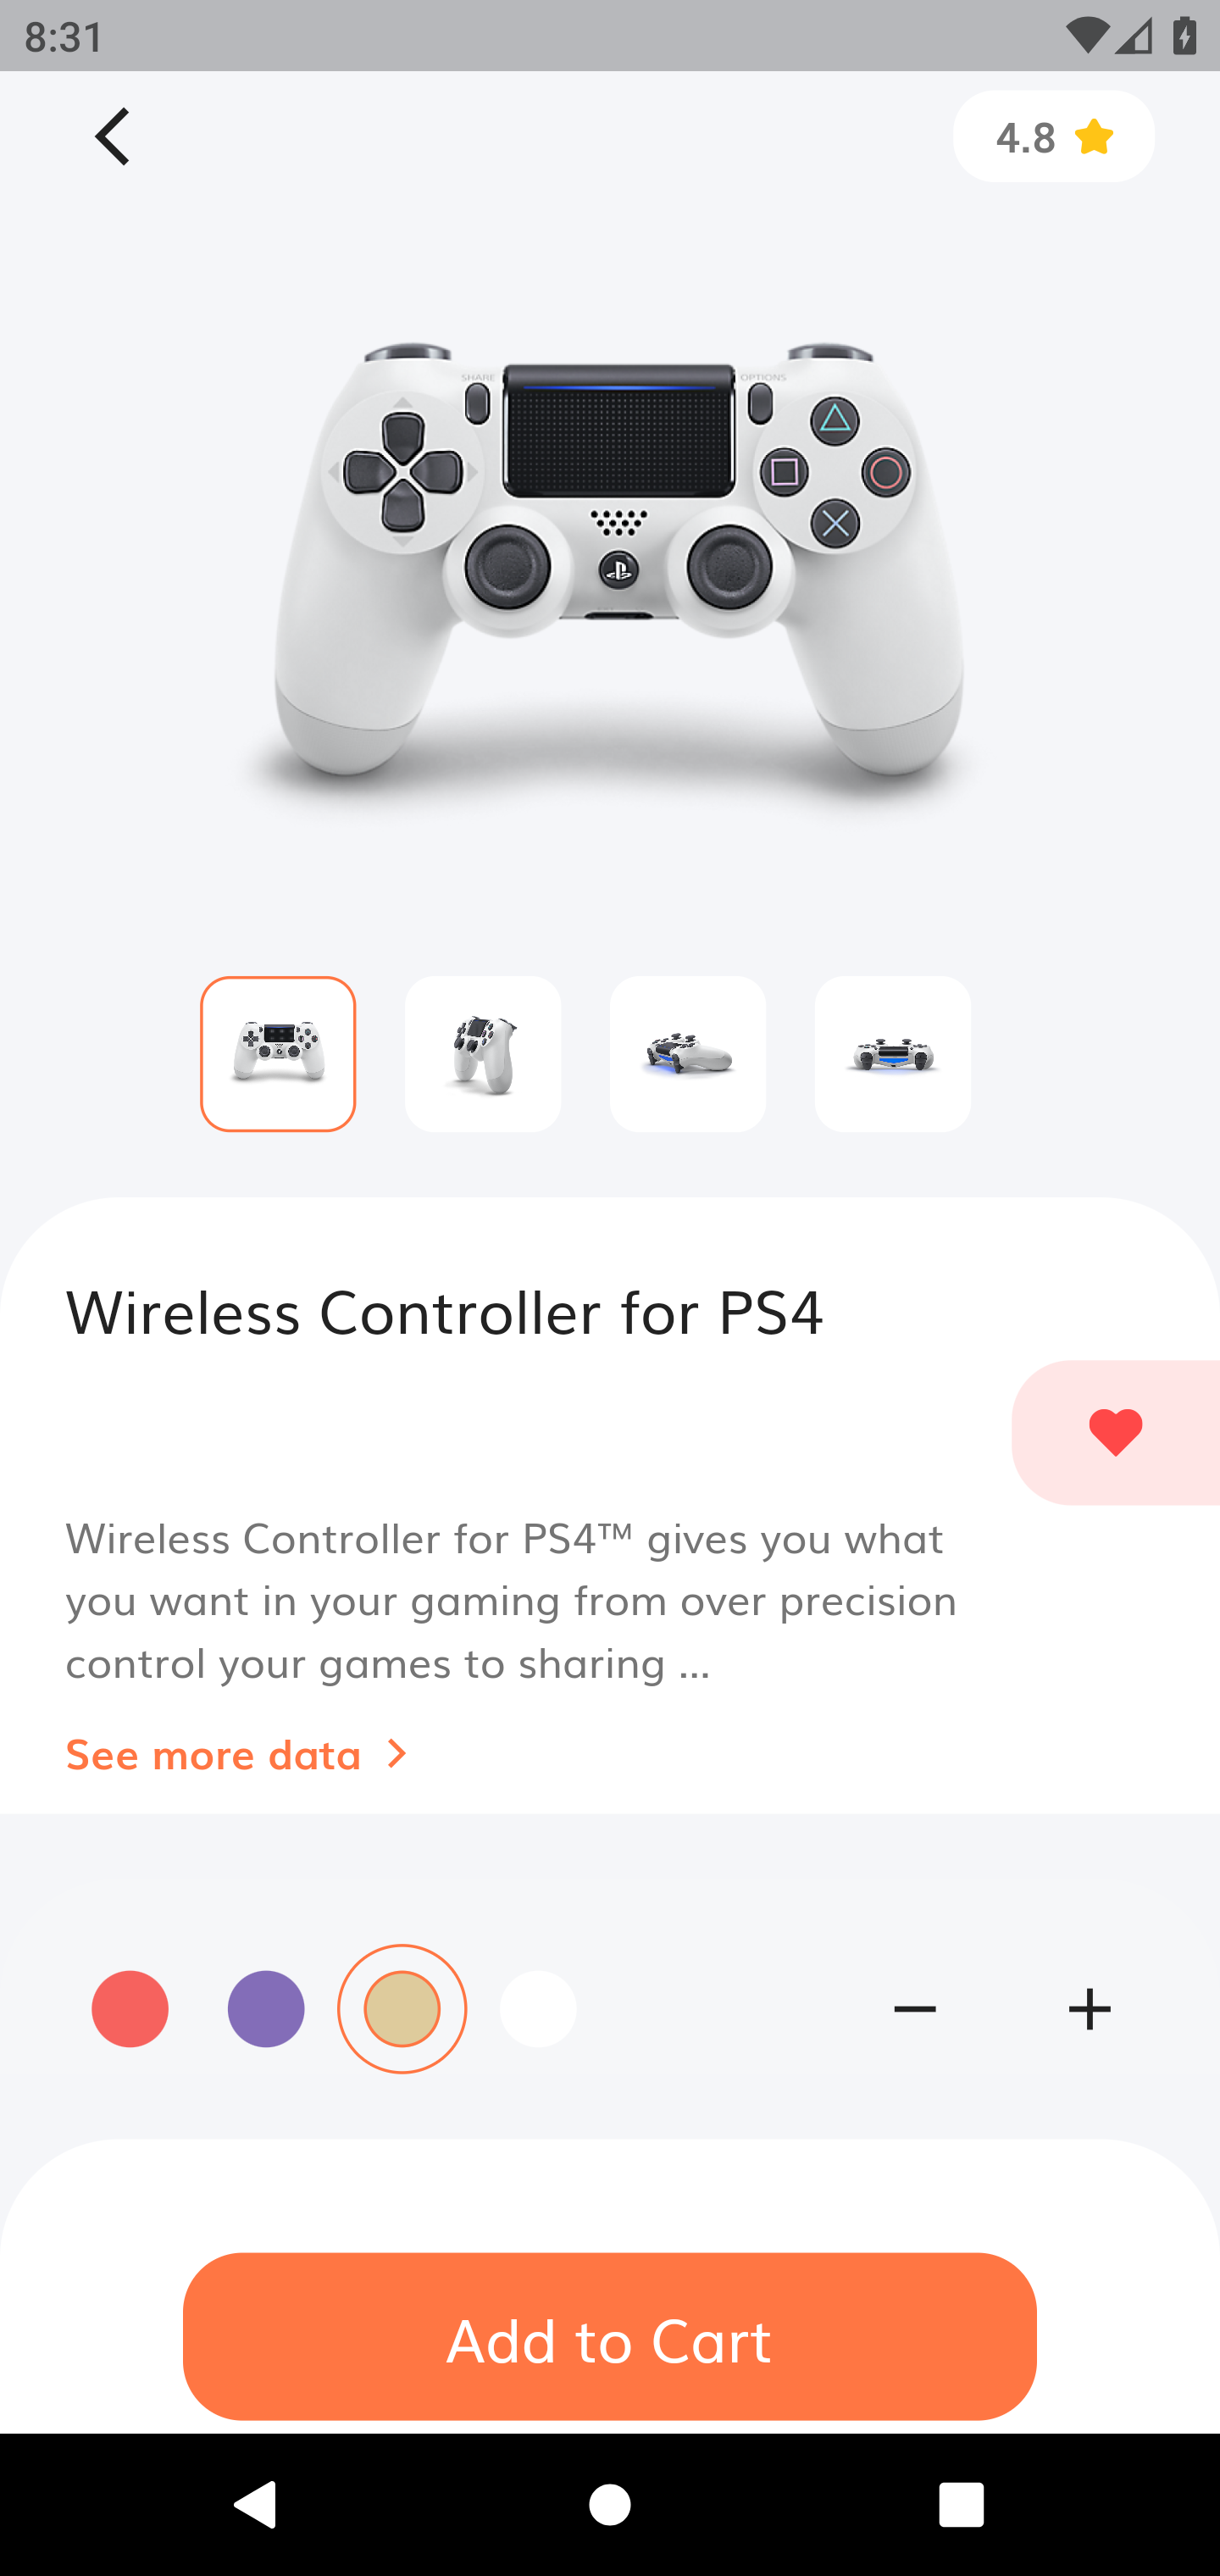 8:31
4.8
SHARE
OPTIONS
Wireless Controller for PS4
Wireless Controller for PS4™ gives you what
you want in your gaming from over precision
control your games to sharing ...
See more data
Add to Cart